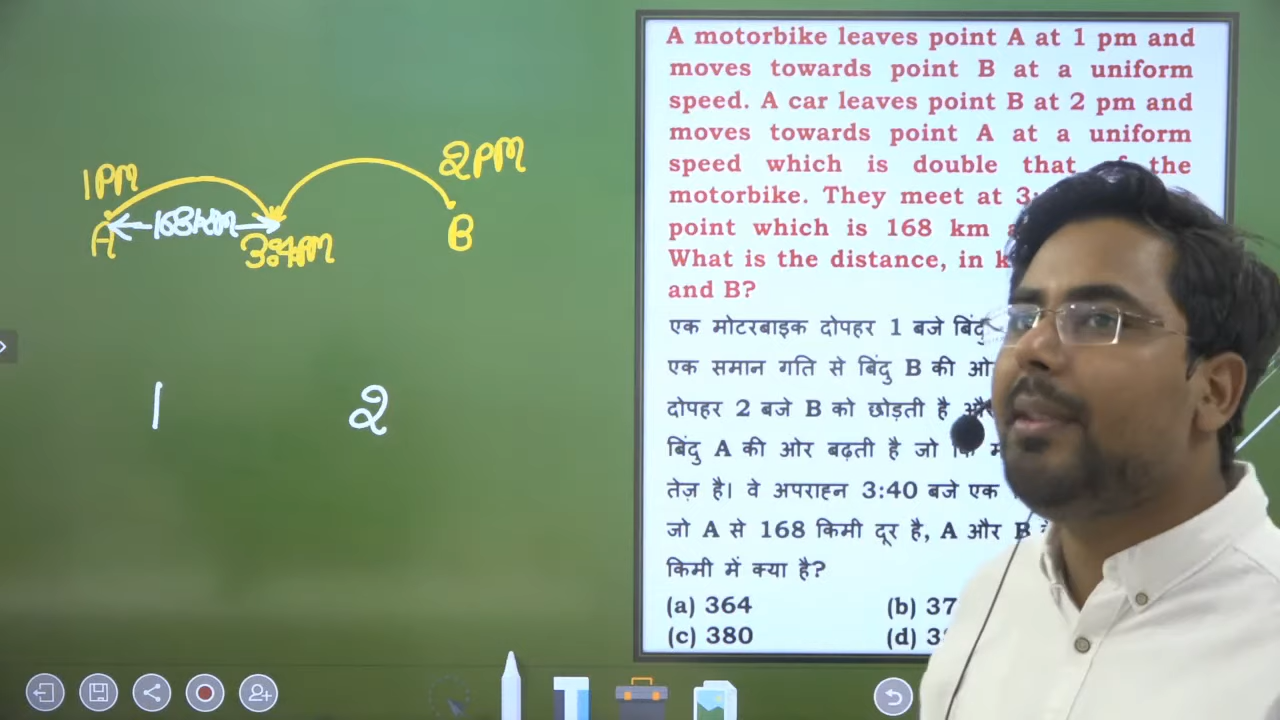 1PM
2PM
A
168km
B
1
2
A motorbike leaves point A at 1 pm and
moves towards point B at a uniform
speed. A car leaves point B at 2 pm and
moves towards point A at a uniform
speed which is double that the
motorbike. They meet at
point which is 168 km
What is the distance, in
and B?
एक मोटरबाइक दोपहर 1 बजे बिंदु
एक समान गति से बिंदु B की
दोपहर 2 बजे B को छोड़ती है
बिंदु A की ओर बढ़ती है जो
तेज़ है। वे अपराह्न 3:40 बजे एक
जो A से 168 किमी दूर है, A और B
किमी में क्या है?
(a) 364 (b)
(c) 380 (d)